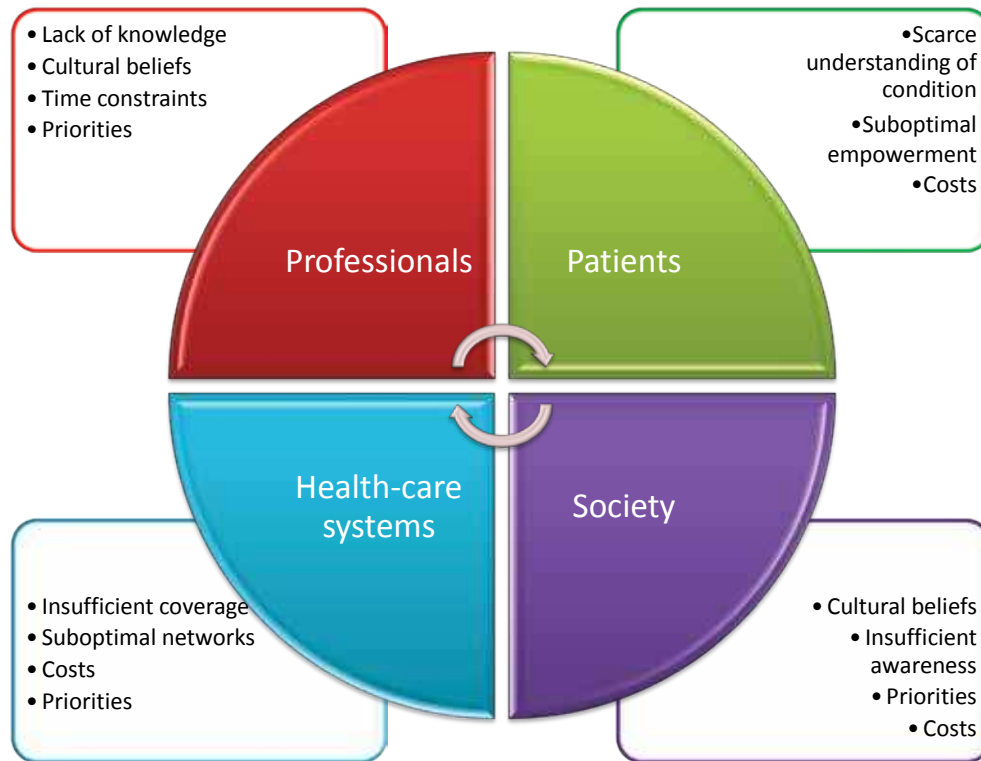 • Lack of knowledge
• Cultural beliefs
• Time constraints
• Priorities
•Scarce
understanding of
condition
•Suboptimal
empowerment
•Costs
Professionals
Patients
Health-care
systems
Society
• Insufficient coverage
• Suboptimal networks
• Costs
• Priorities
• Cultural beliefs
• Insufficient
awareness
• Priorities
• Costs